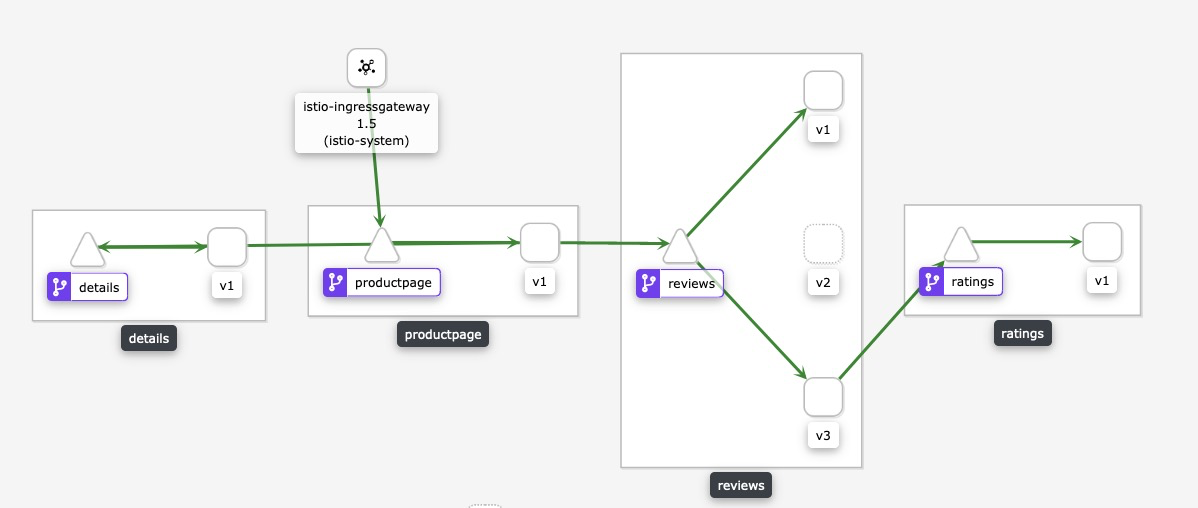 istio-ingressgateway
1.5
(istio-system)
details
v1
details
productpage
v1
productpage
v1
v2
reviews
v3
reviews
ratings
v1
ratings